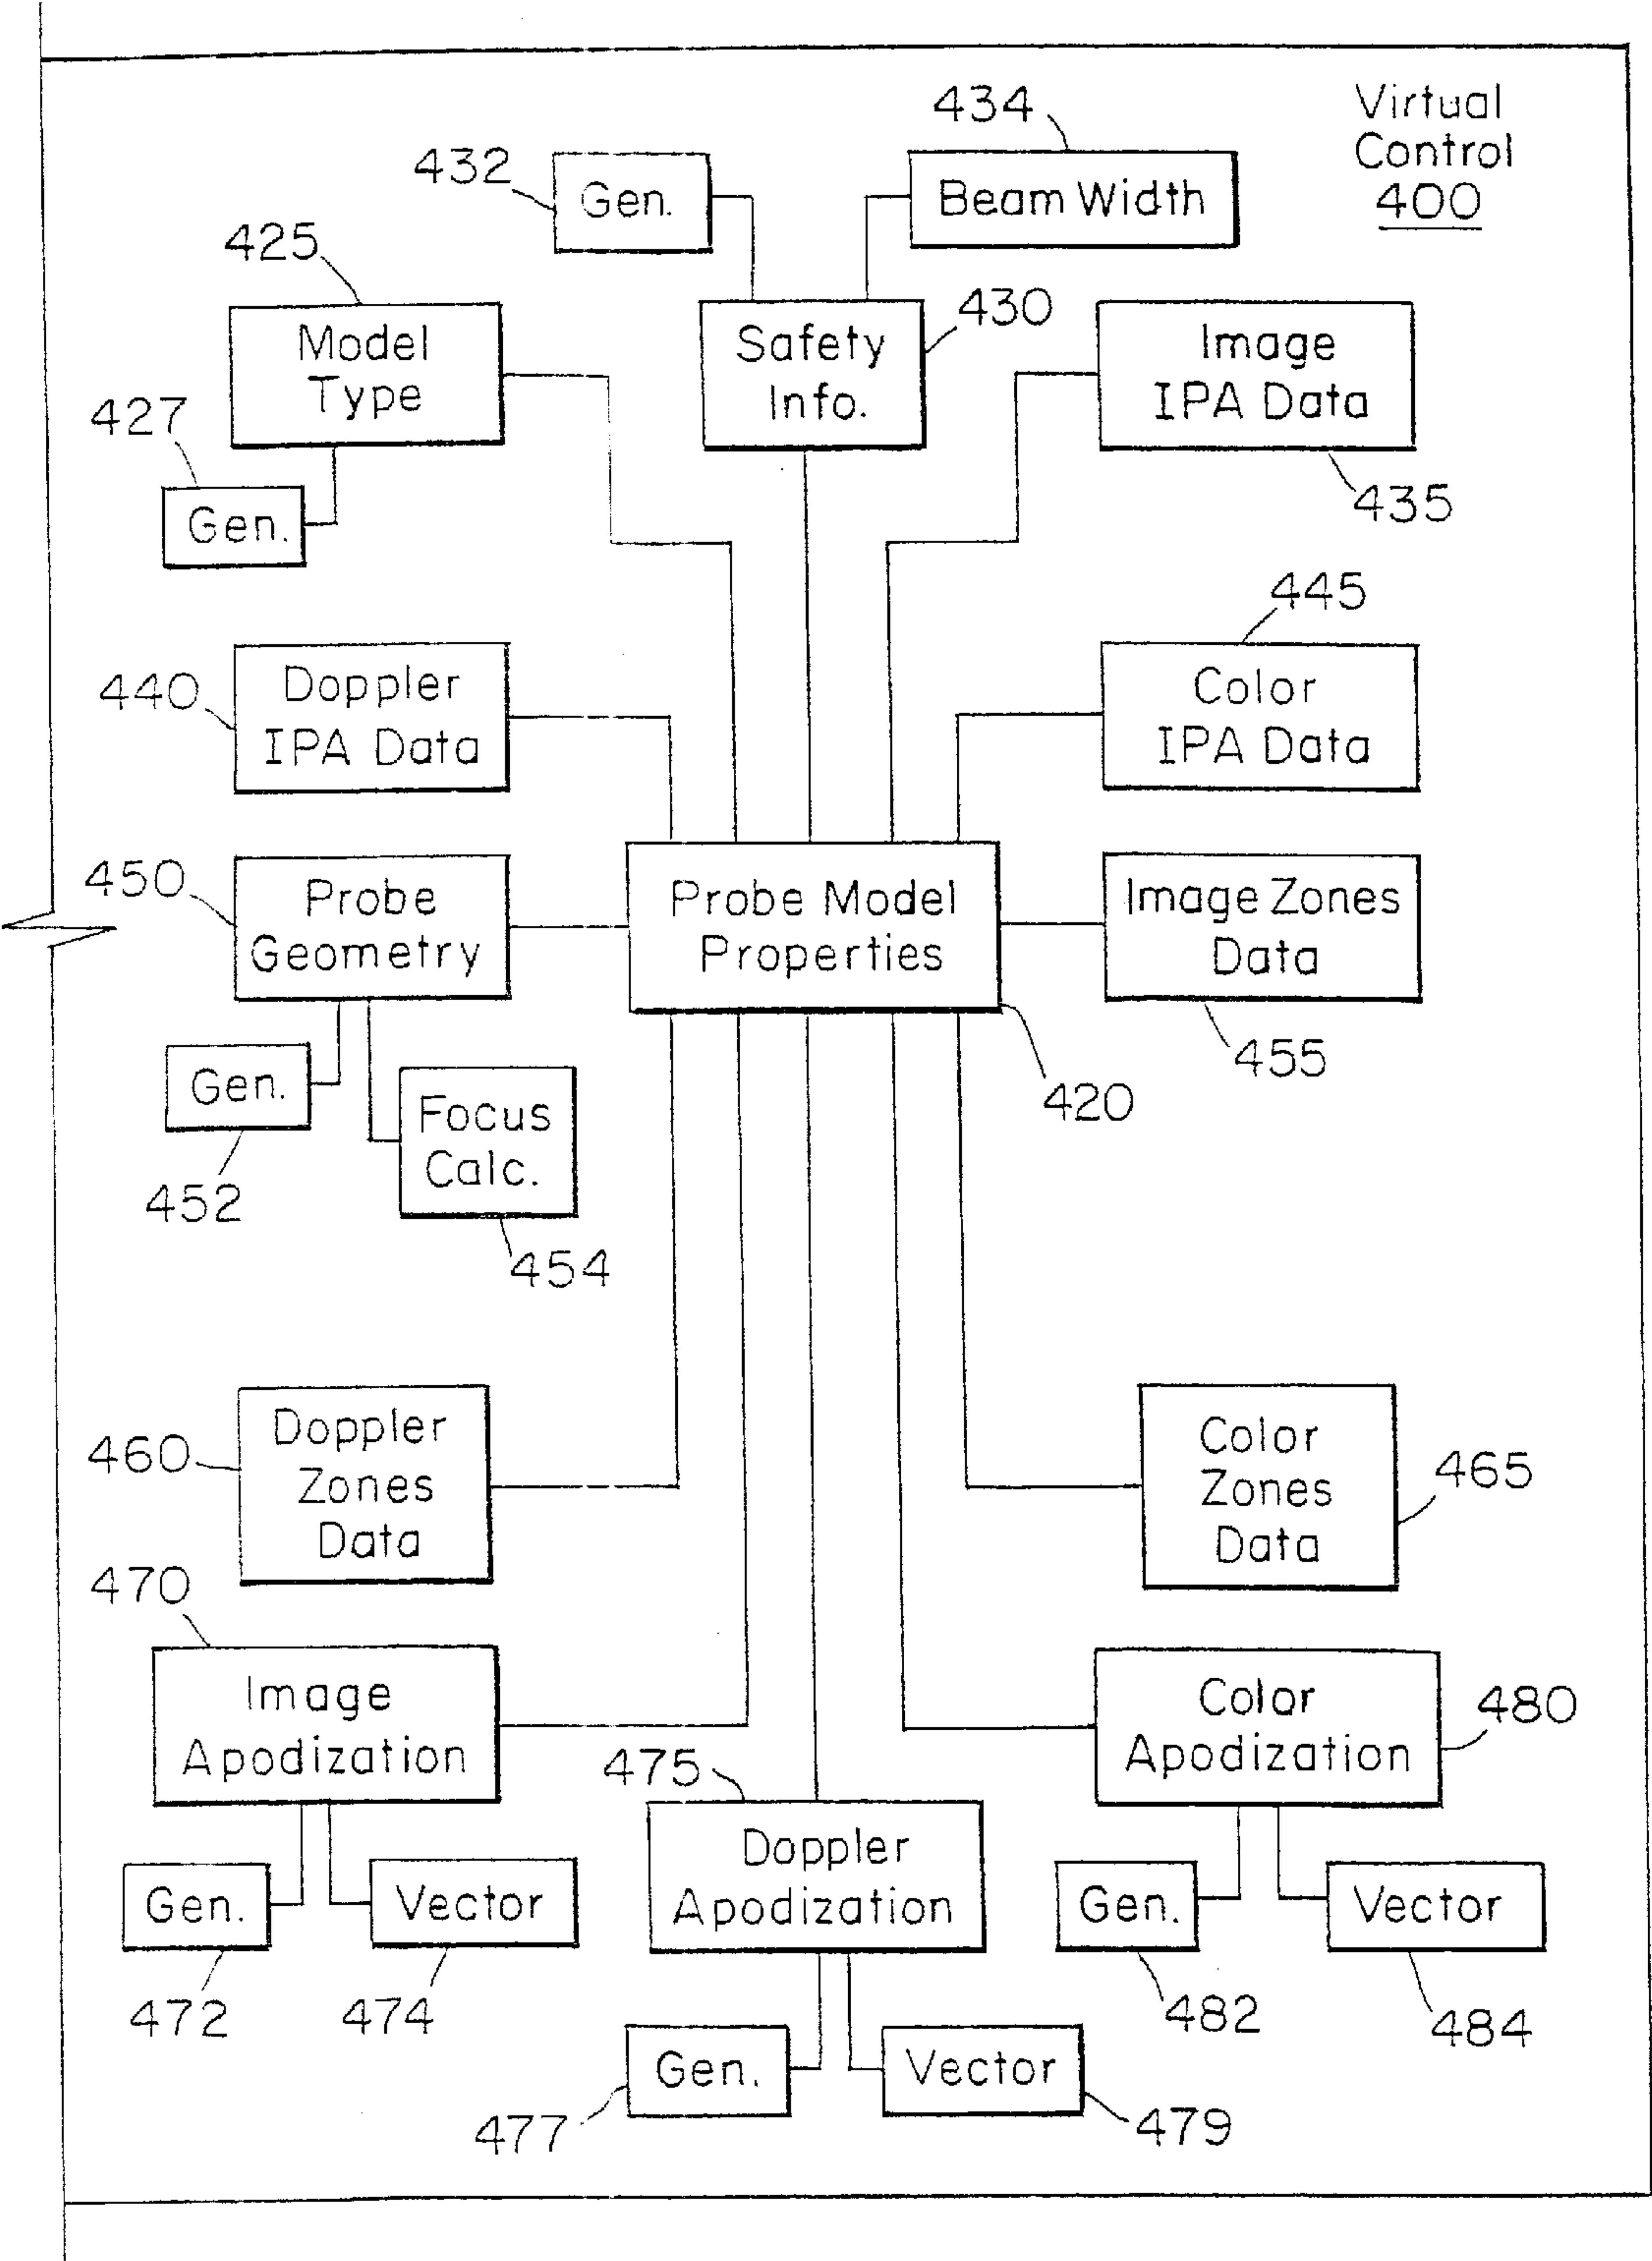 Virtual
Control
400
434
432
Gen.
Beam Width
425
Model
Type
430
Safety
Info.
Image
IPA Data
427
Gen.
435
445
440
Doppler
IPA Data
Color
IPA Data
450
Probe
Geometry
Probe Model
Properties
Image Zones
Data
455
420
Gen.
452
Focus
Calc.
454
460
Doppler
Zones
Data
Color
Zones
Data
465
470
Image
Apodization
475
Doppler
Apodization
Color
Apodization
480
Gen.
Vector
472
474
Gen.
Vector
482
484
Gen.
Vector
477
479